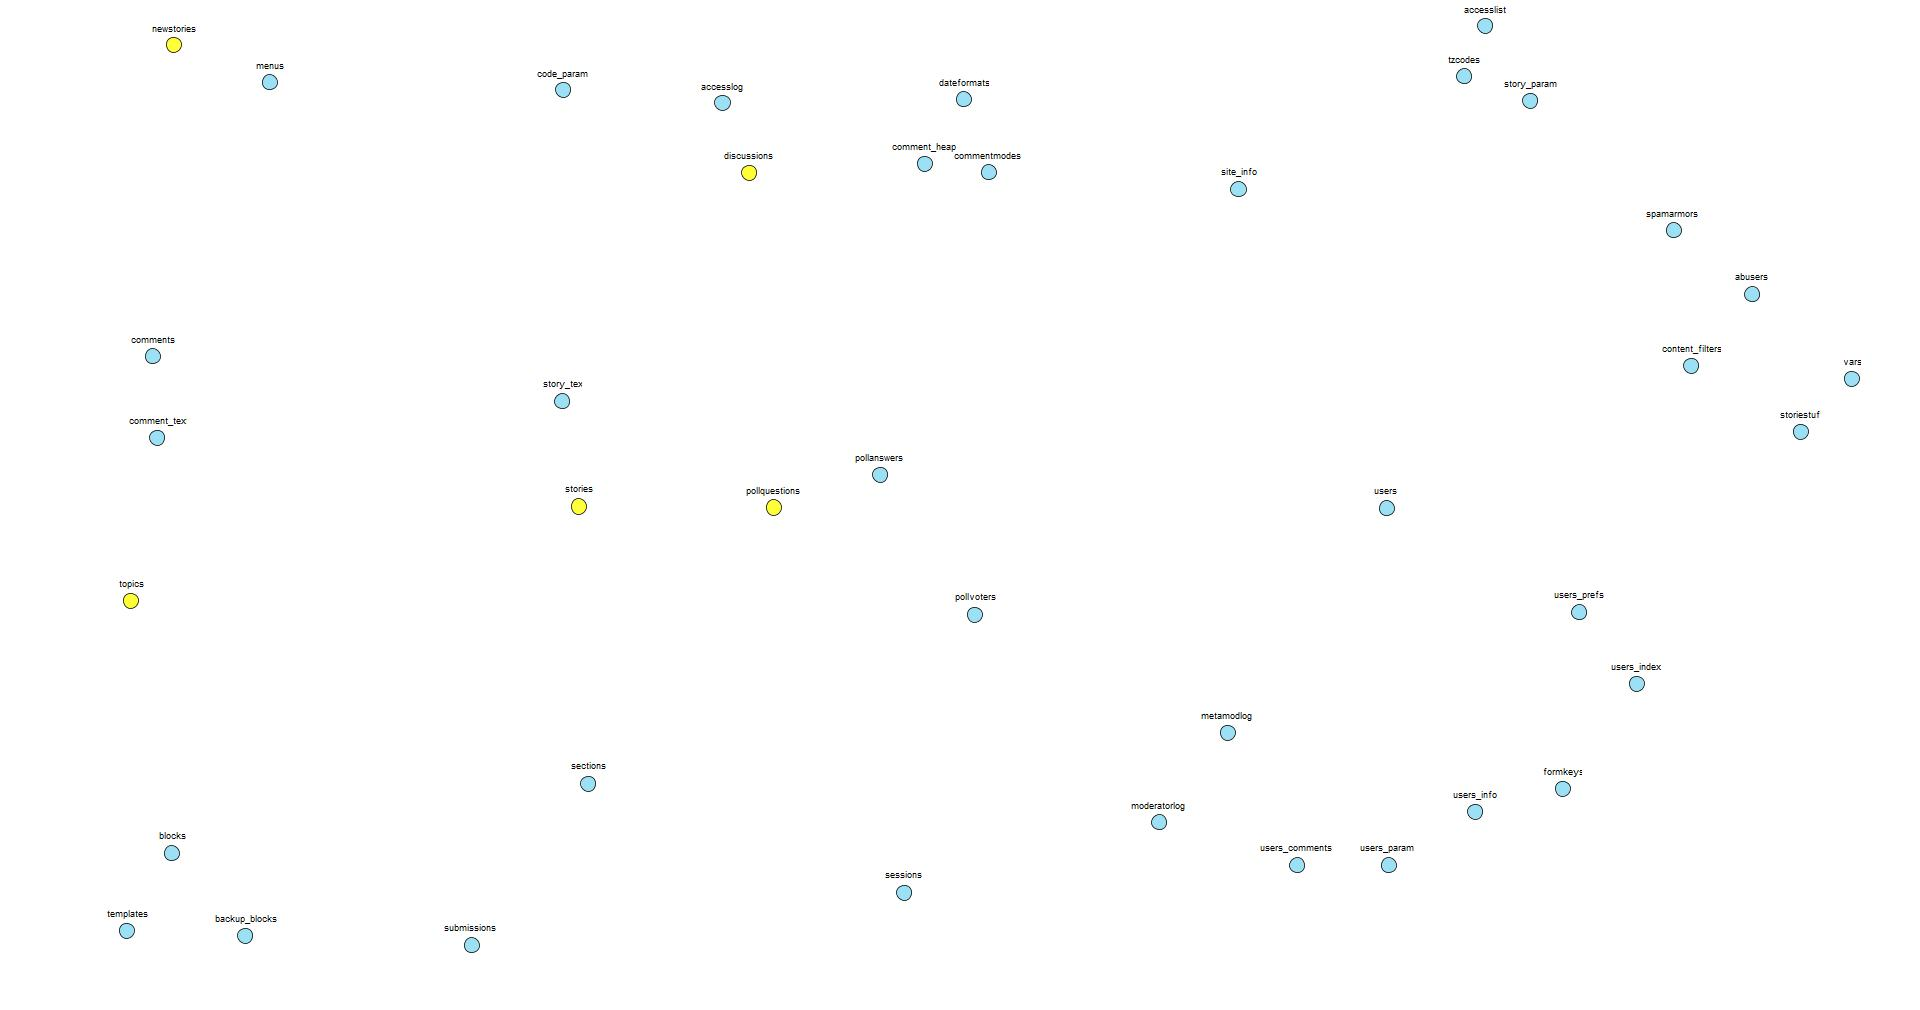 accesslist
newstories
tzcodes
menus
code_param
dateformats
story_param
accesslog
comment_heap
discussions
commentmodes
site_info
spamarmors
abusers
comments
content_filters
vars
story_tex
storiestuf
comment_tex
pollanswers
stories
pollquestions
users
topics
users_prefs
pollvoters
users_index
metamodlog
sections
formkeys
users_info
moderatorlog
blocks
users_comments
users_param
sessions
templates
backup_blocks
submissions